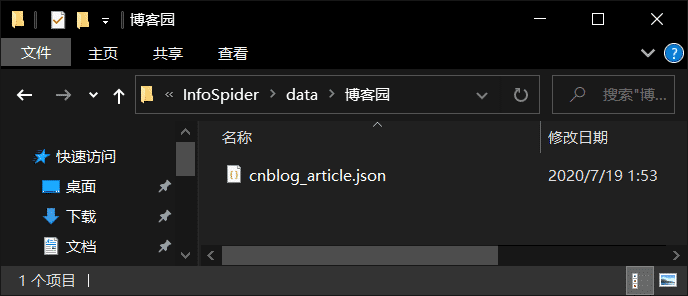 博客园
文件 主页 共享 查看 ?
« InfoSpider > data > 博客园 搜索"博...
名称 修改日期
快速访问
cnblog_article.json 2020/7/19 1:53
桌面
下载
文档
1 个项目